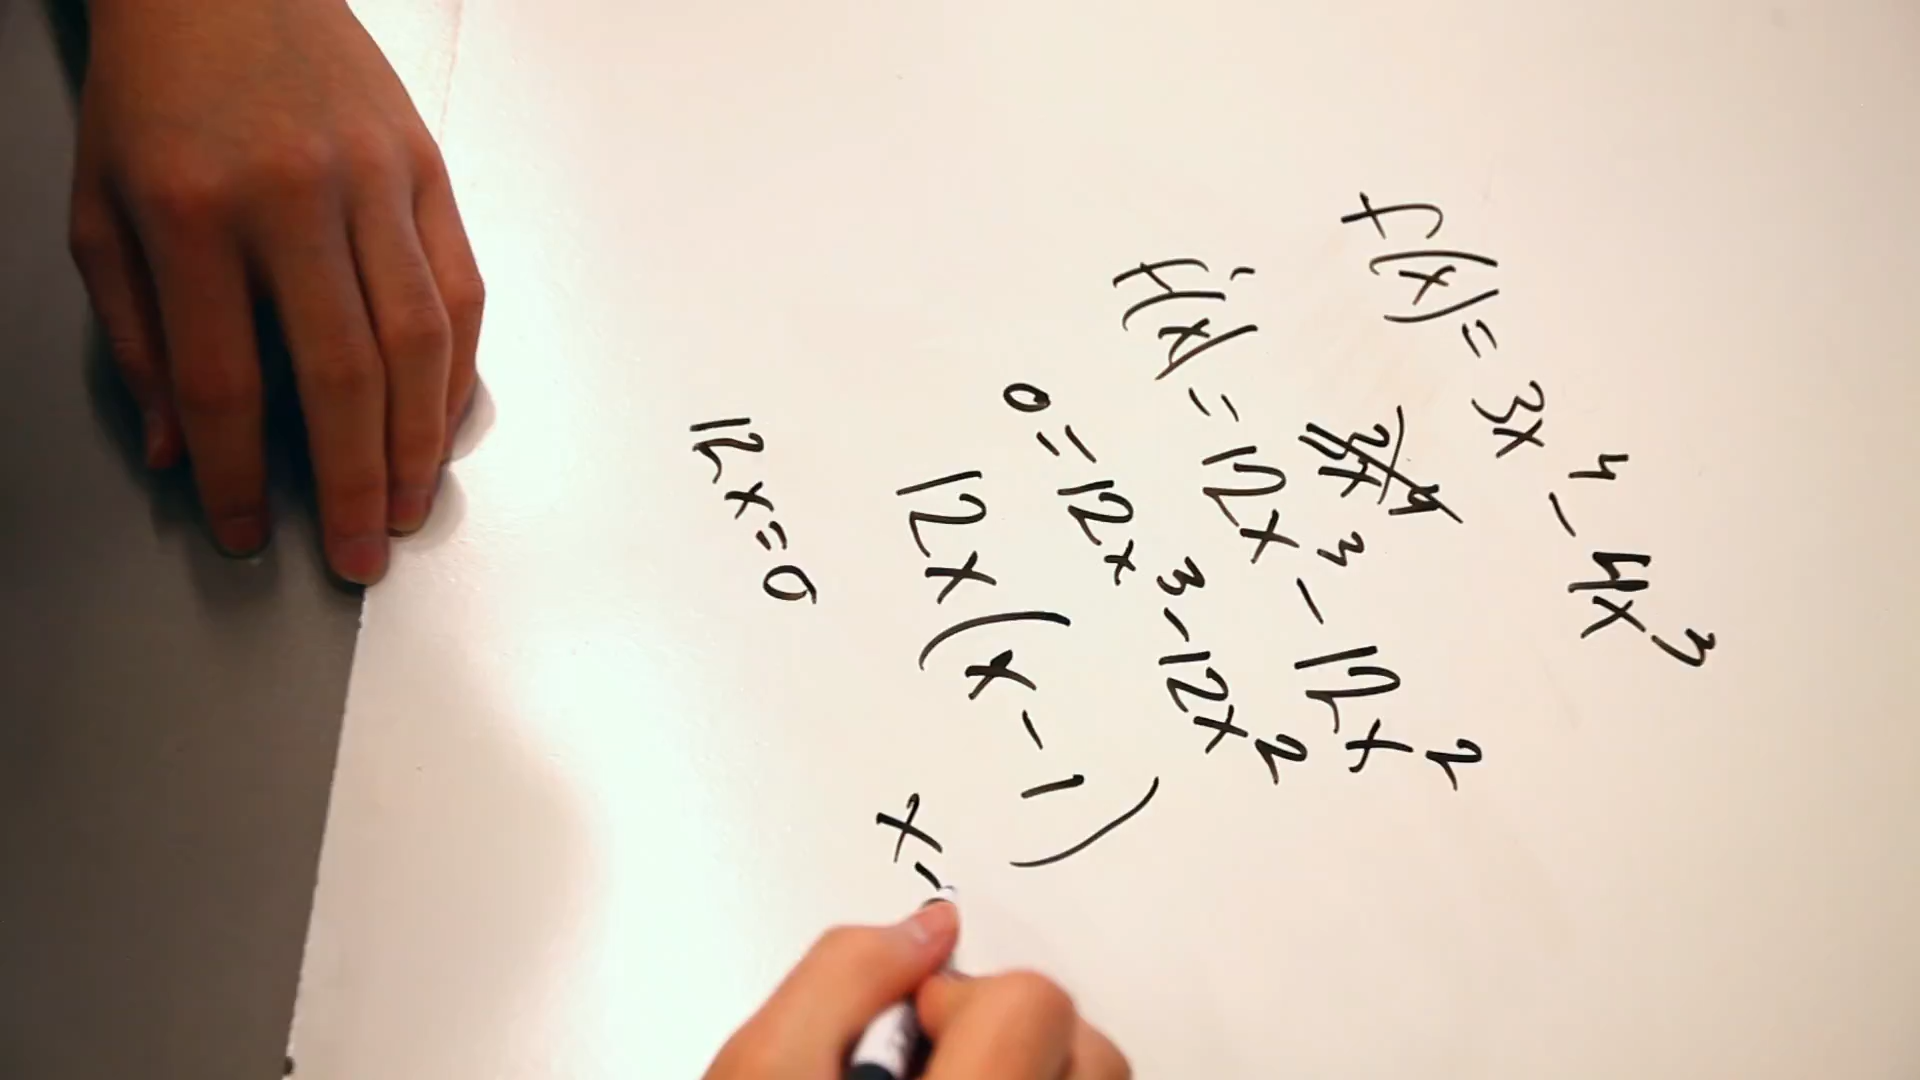 f(x) = 3x⁴ - 4x³
f'(x) = 12x³ - 12x²
0 = 12x³ - 12x²
12x(x - 1)
12x = 0
x -